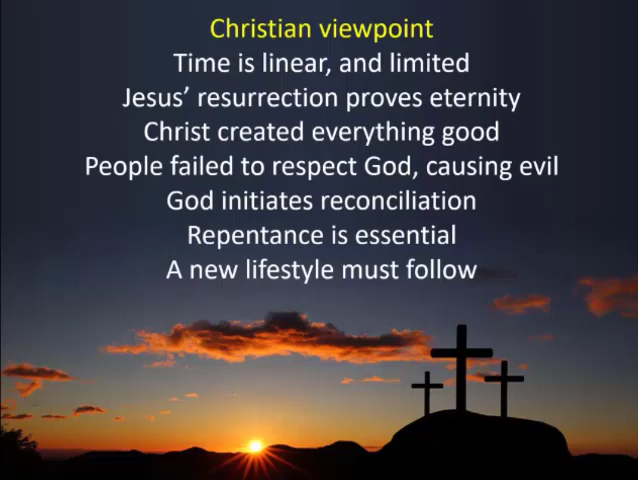 Christian viewpoint
Time is linear, and limited
Jesus’ resurrection proves eternity
Christ created everything good
People failed to respect God, causing evil
God initiates reconciliation
Repentance is essential
A new lifestyle must follow